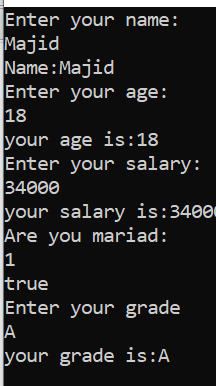 Enter your name:
Majid
Name:Majid
Enter your age:
18
your age is:18
Enter your salary:
34000
your salary is:34000
Are you mariad:
1
true
Enter your grade
A
your grade is:A